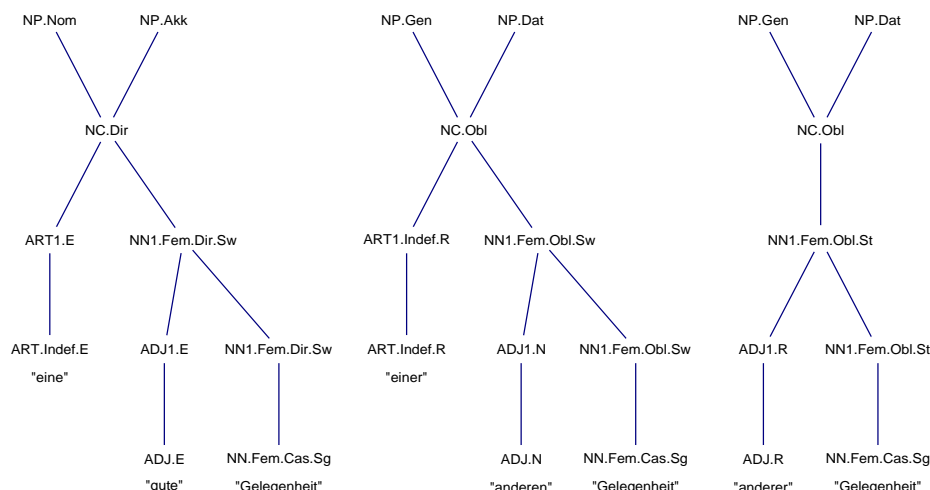 NP.Nom NP.Akk NP.Gen NP.Dat NP.Gen NP.Dat
NC.Dir NC.Obl NC.Obl
ART1.E NN1.Fem.Dir.Sw ART1.Indef.R NN1.Fem.Obl.Sw NN1.Fem.Obl.St
ART.Indef.E ADJ1.E NN1.Fem.Dir.Sw ART.Indef.R ADJ1.N NN1.Fem.Obl.Sw ADJ1.R NN1.Fem.Obl.St
"eine" "einer"
ADJ.E NN.Fem.Cas.Sg ADJ.N NN.Fem.Cas.Sg ADJ.R NN.Fem.Cas.Sg
"gute" "Gelegenheit" "anderen" "Gelegenheit" "anderer" "Gelegenheit"